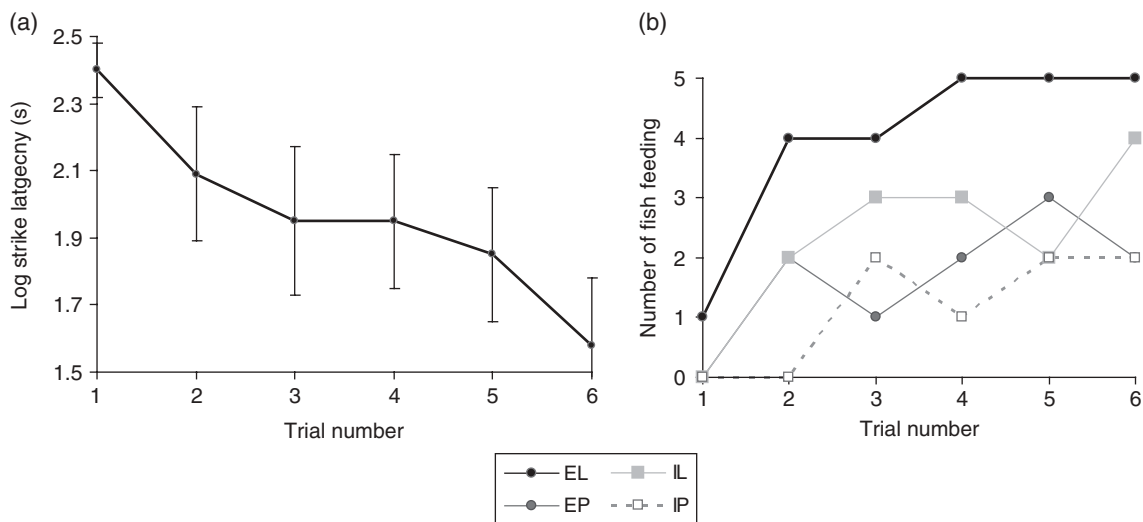 (a)
2.5
2.3
2.1
1.9
1.7
1.5
Log strike latgecny (s)
1 2 3 4 5 6
Trial number
(b)
5
4
3
2
1
0
Number of fish feeding
1 2 3 4 5 6
Trial number
EL IL
EP IP